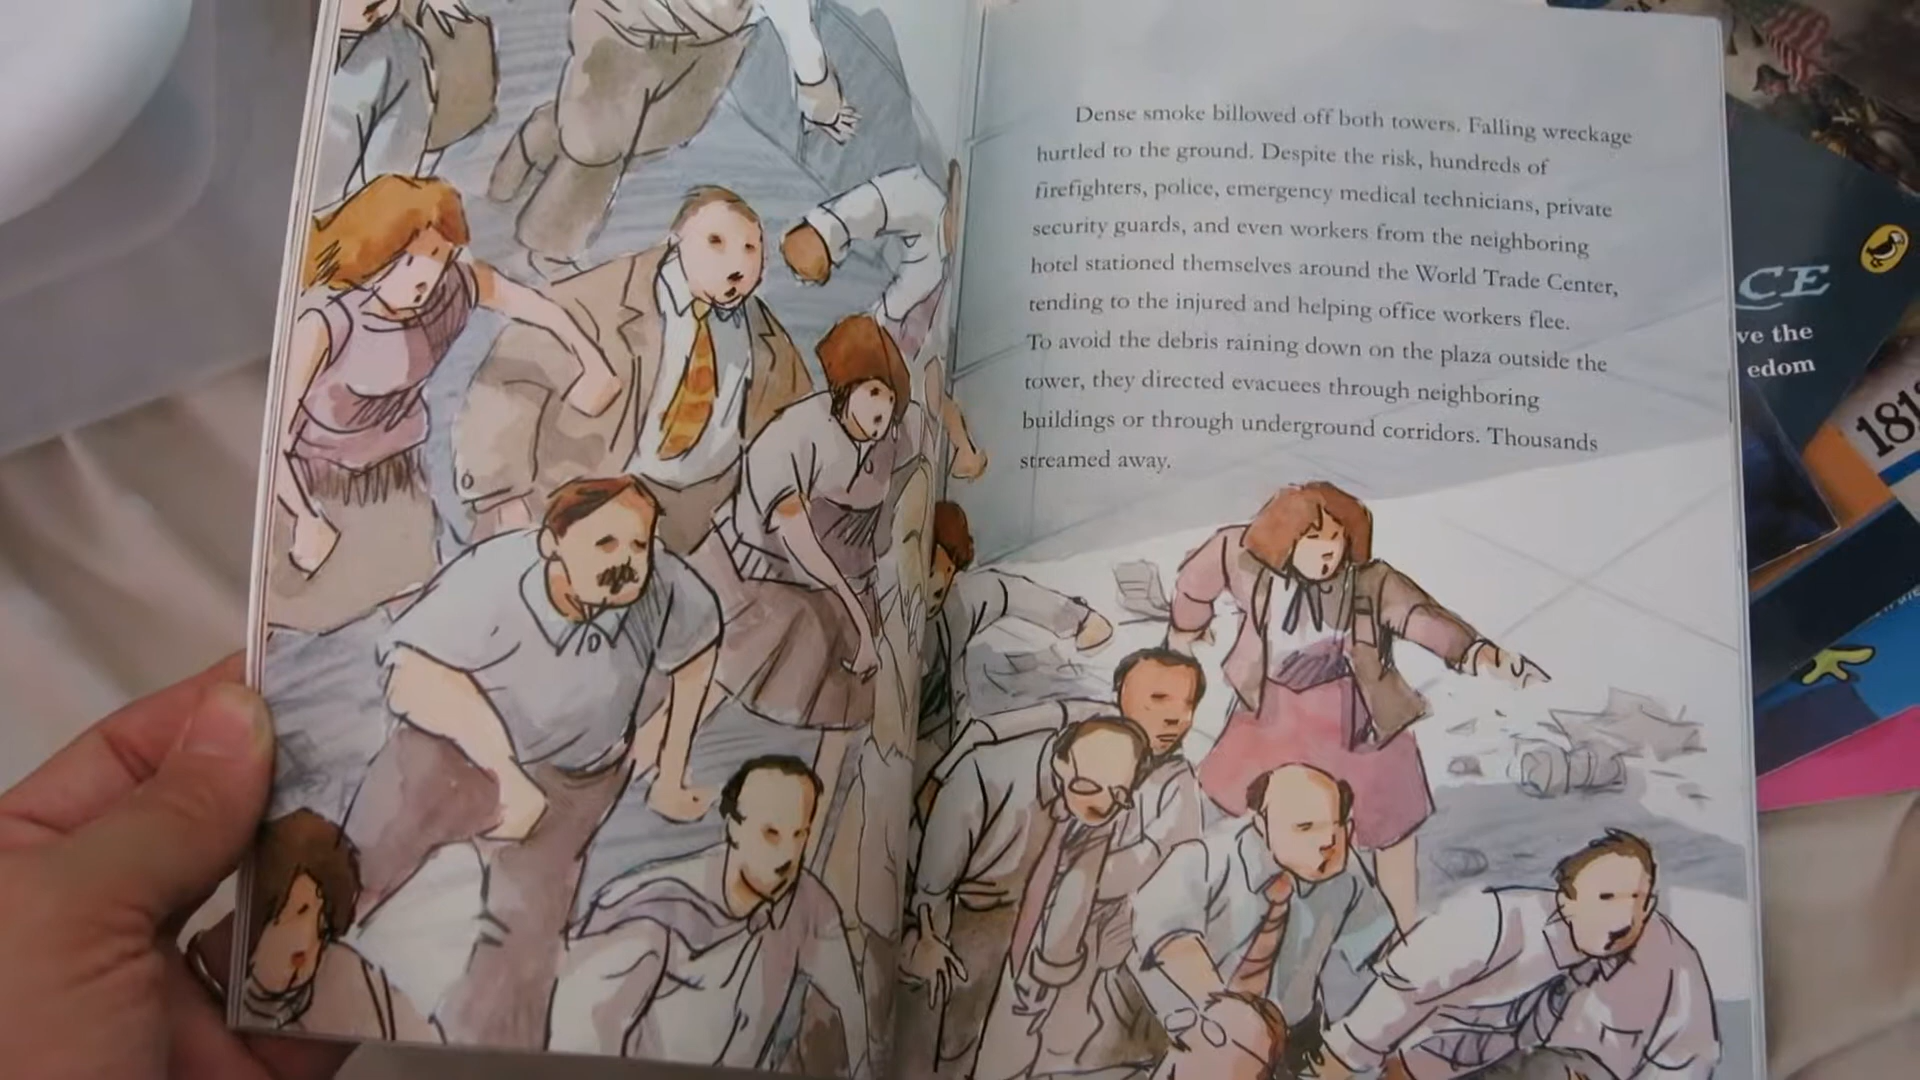 Dense smoke billowed off both towers. Falling wreckage
hurtled to the ground. Despite the risk, hundreds of
firefighters, police, emergency medical technicians, private
security guards, and even workers from the neighboring
hotel stationed themselves around the World Trade Center,
tending to the injured and helping office workers flee.
To avoid the debris raining down on the plaza outside the
tower, they directed evacuees through neighboring
buildings or through underground corridors. Thousands
streamed away.
CE
ve the
edom
181